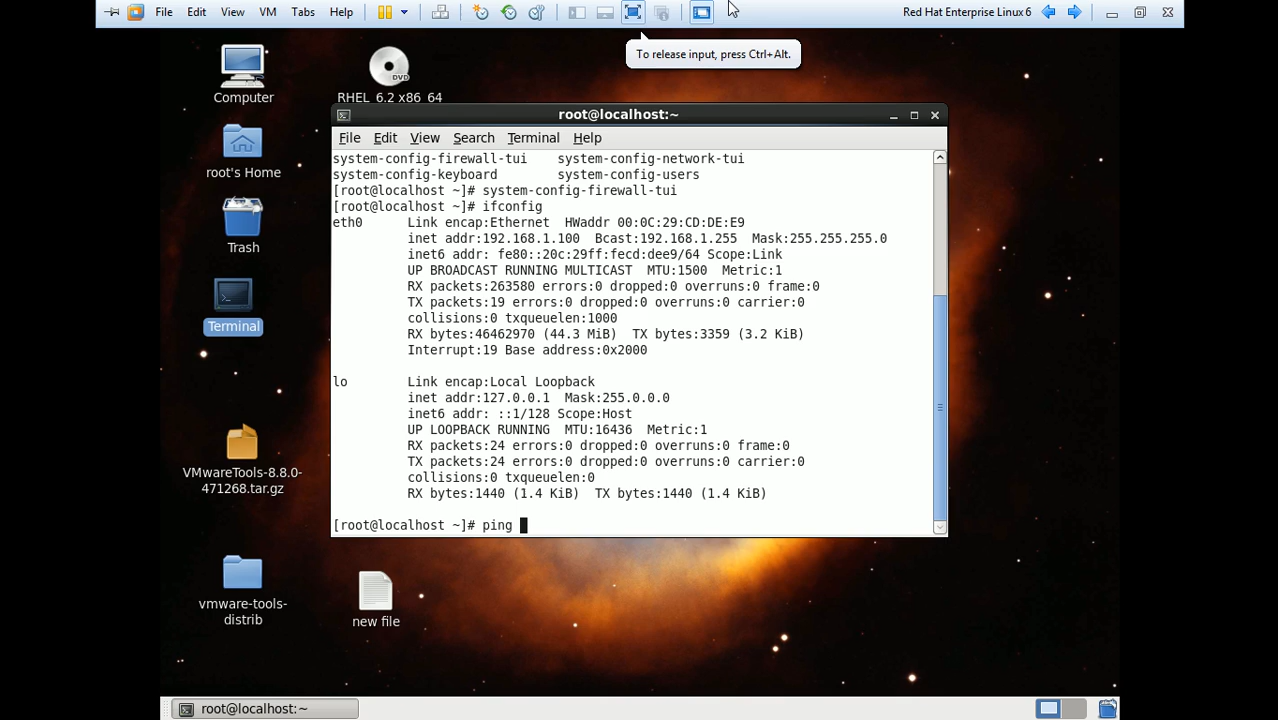 File Edit View VM Tabs Help
Red Hat Enterprise Linux 6
To release input, press Ctrl+Alt.
Computer
DVD
RHEL_6.2 x86_64
root's Home
Trash
Terminal
VMwareTools-8.8.0-
471268.tar.gz
vmware-tools-
distrib
new file
root@localhost:~
File Edit View Search Terminal Help
system-config-firewall-tui    system-config-network-tui
system-config-keyboard        system-config-users
[root@localhost ~]# system-config-firewall-tui
[root@localhost ~]# ifconfig
eth0      Link encap:Ethernet  HWaddr 00:0C:29:CD:DE:E9
          inet addr:192.168.1.100  Bcast:192.168.1.255  Mask:255.255.255.0
          inet6 addr: fe80::20c:29ff:fecd:dee9/64 Scope:Link
          UP BROADCAST RUNNING MULTICAST  MTU:1500  Metric:1
          RX packets:263580 errors:0 dropped:0 overruns:0 frame:0
          TX packets:19 errors:0 dropped:0 overruns:0 carrier:0
          collisions:0 txqueuelen:1000
          RX bytes:46462970 (44.3 MiB)  TX bytes:3359 (3.2 KiB)
          Interrupt:19 Base address:0x2000
lo        Link encap:Local Loopback
          inet addr:127.0.0.1  Mask:255.0.0.0
          inet6 addr: ::1/128 Scope:Host
          UP LOOPBACK RUNNING  MTU:16436  Metric:1
          RX packets:24 errors:0 dropped:0 overruns:0 frame:0
          TX packets:24 errors:0 dropped:0 overruns:0 carrier:0
          collisions:0 txqueuelen:0
          RX bytes:1440 (1.4 KiB)  TX bytes:1440 (1.4 KiB)
[root@localhost ~]# ping
root@localhost:~